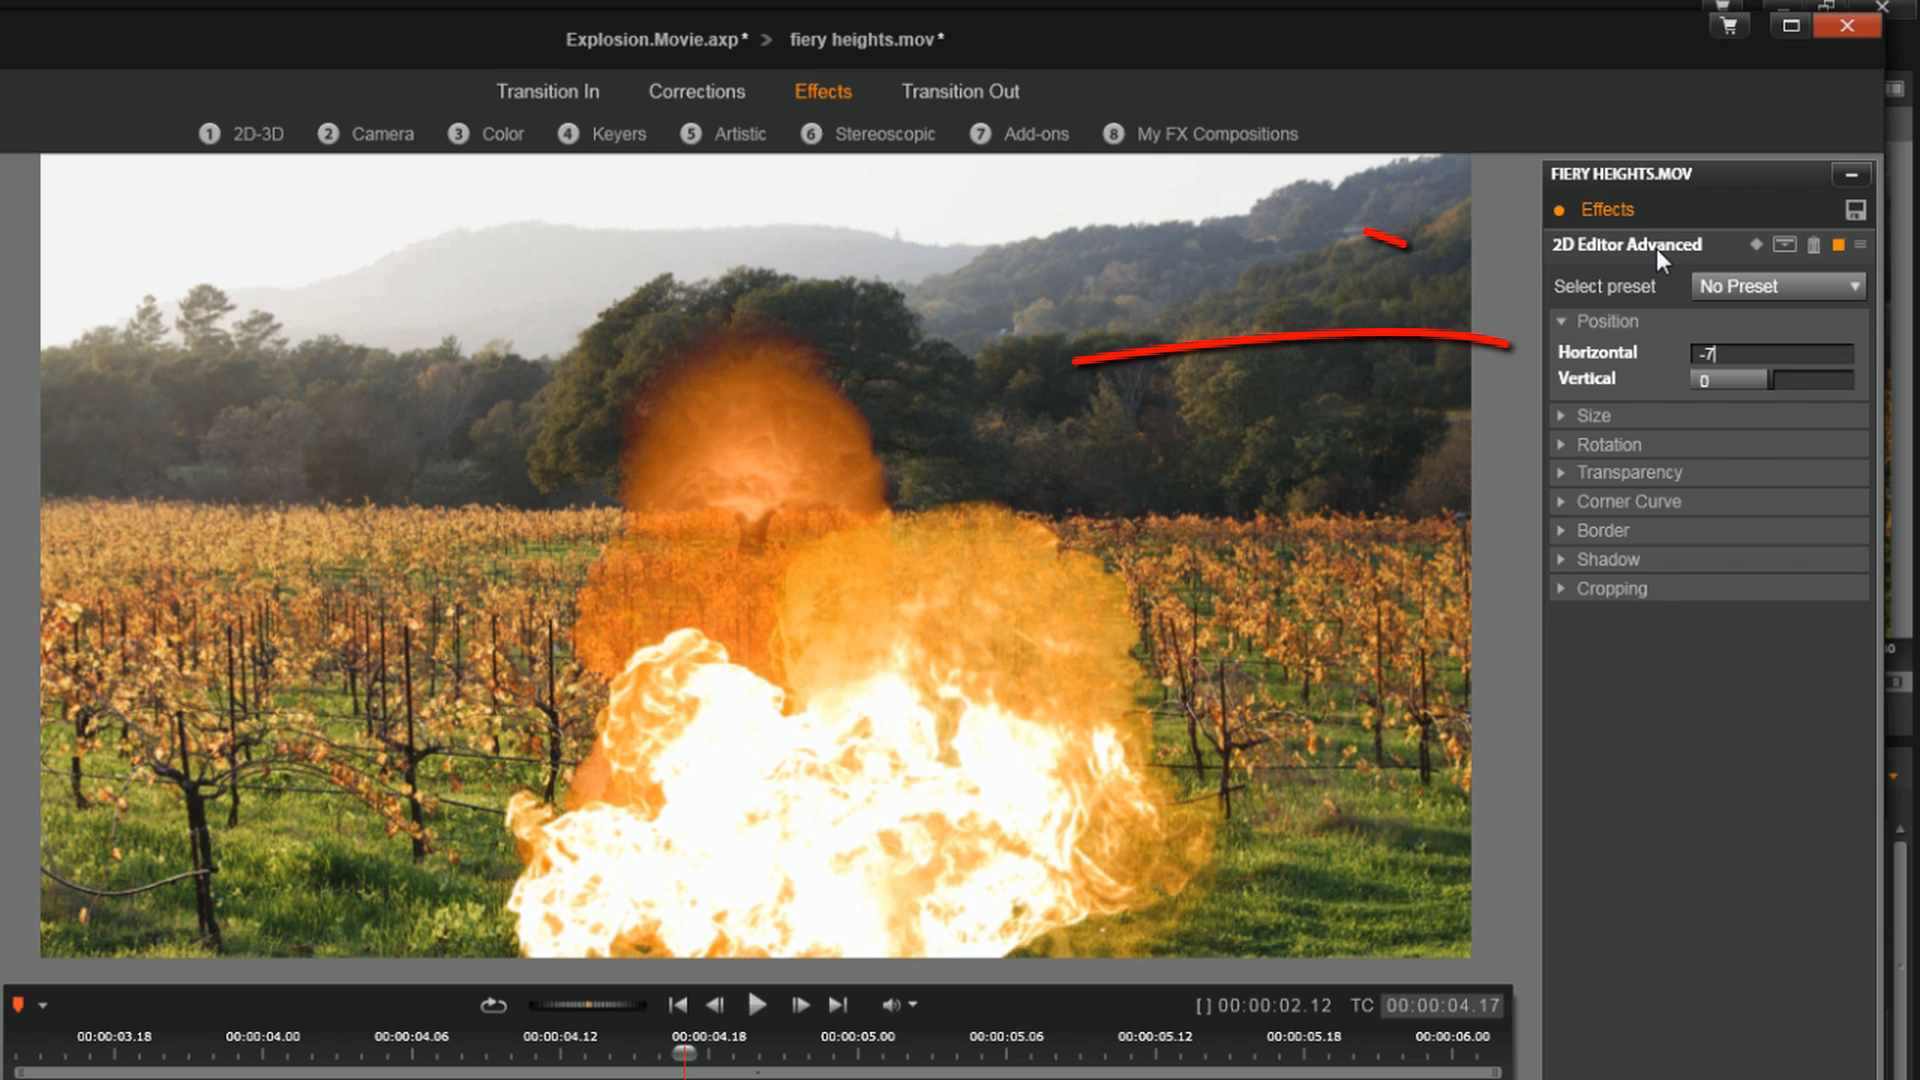 Explosion.Movie.axp* > fiery heights.mov*
Transition In Corrections Effects Transition Out
1 2D-3D 2 Camera 3 Color 4 Keyers 5 Artistic 6 Stereoscopic 7 Add-ons 8 My FX Compositions
FIERY HEIGHTS.MOV
Effects
2D Editor Advanced
Select preset No Preset
Position
Horizontal -7
Vertical 0
Size
Rotation
Transparency
Corner Curve
Border
Shadow
Cropping
[] 00:00:02.12 TC 00:00:04.17
00:00:03.18 00:00:04.00 00:00:04.06 00:00:04.12 00:00:04.18 00:00:05.00 00:00:05.06 00:00:05.12 00:00:05.18 00:00:06.00